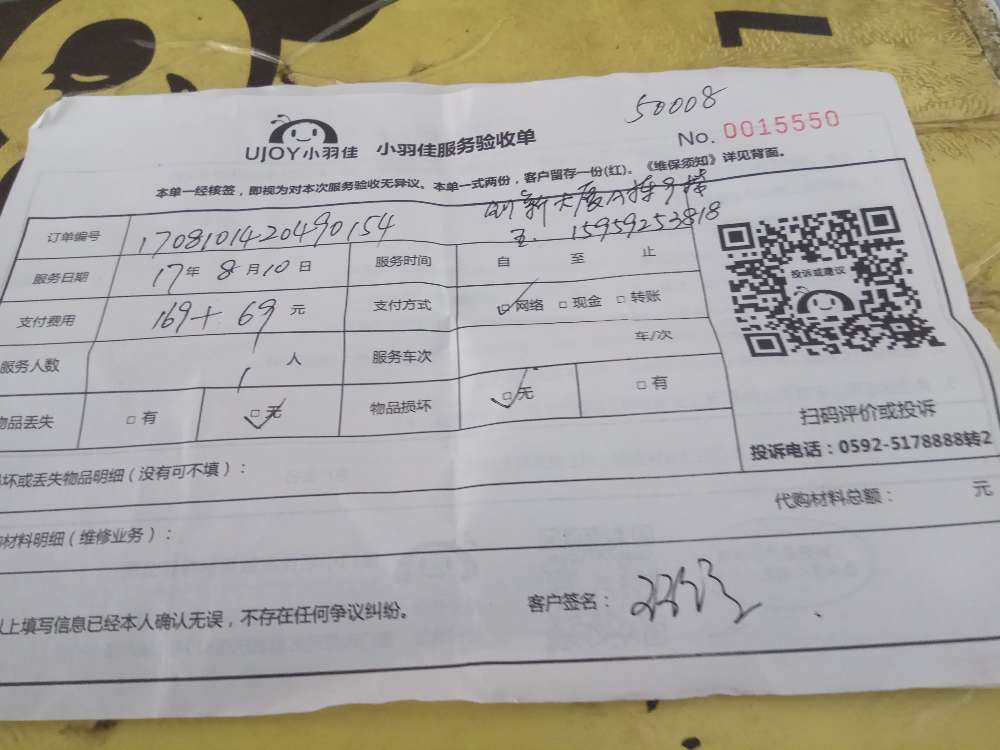 50008
UJOY小羽佳 小羽佳服务验收单 No. 0015550
本单一经核签，即视为对本次服务验收无异议。本单一式两份，客户留存一份(红)。《维保须知》详见背面。
订单编号 1708101420490154
15959253818
服务日期 17年 8月10日 服务时间 自 至 止
支付费用 169+69元 支付方式 ☑网络 □现金 □转账
服务人数 1人 服务车次 车/次
物品丢失 □有 ☑无 物品损坏 ☑无 □有
投诉或建议
扫码评价或投诉
投诉电话：0592-5178888转2
坏或丢失物品明细(没有可不填)：
代购材料总额： 元
材料明细(维修业务)：
以上填写信息已经本人确认无误，不存在任何争议纠纷。
客户签名：